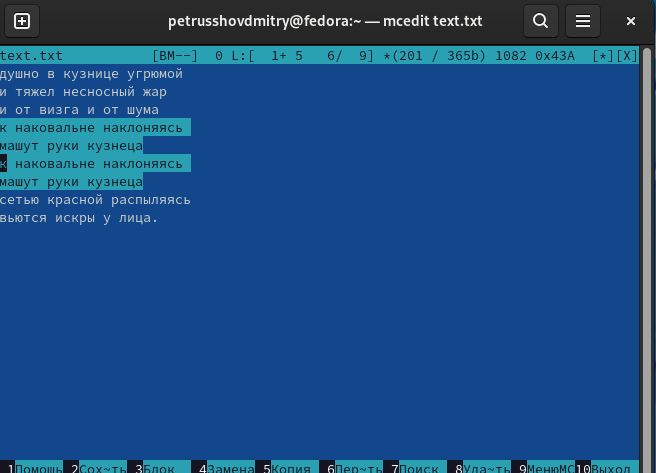 petrusshovdmitry@fedora:~ — mcedit text.txt
text.txt [BM--] 0 L:[ 1+ 5 6/ 9] *(201 / 365b) 1082 0x43A [*][X]
душно в кузнице угрюмой
и тяжел несносный жар
и от визга и от шума
к наковальне наклоняясь
машут руки кузнеца
к наковальне наклоняясь
машут руки кузнеца
сетью красной распыляясь
вьются искры у лица.
1Помощь 2Сох~ть 3Блок 4Замена 5Копия 6Пер~ть 7Поиск 8Уда~ть 9МенюМС 10Выход